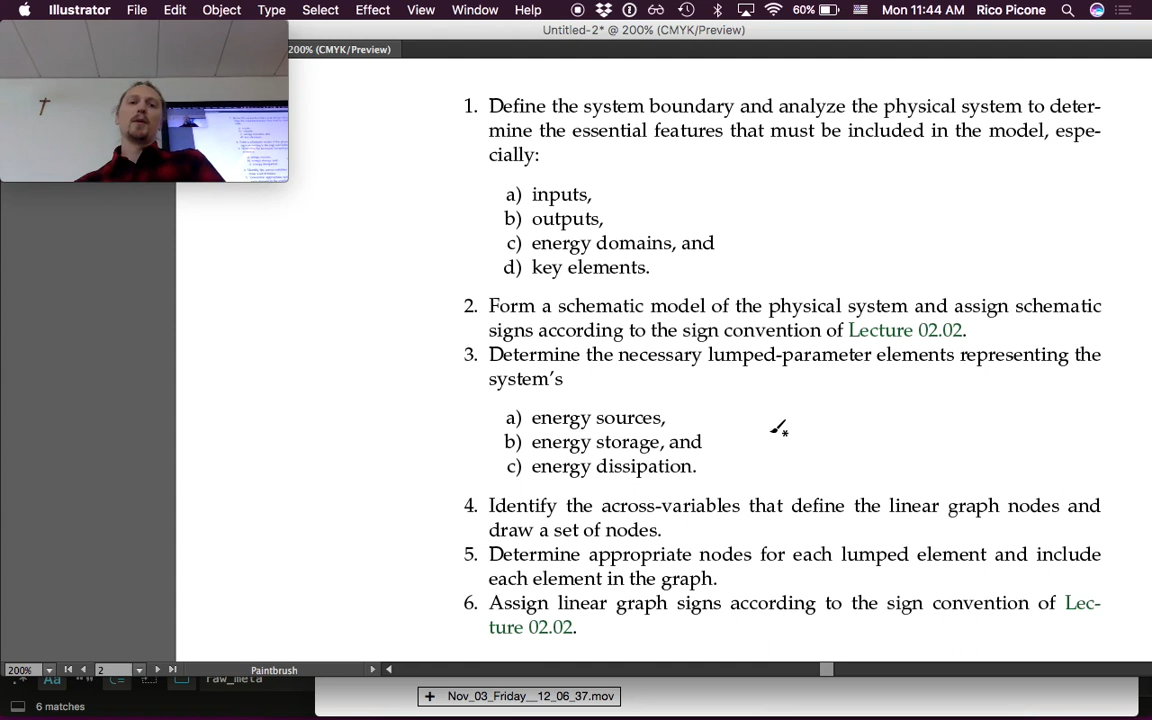 Illustrator File Edit Object Type Select Effect View Window Help 60% Mon 11:44 AM Rico Picone
Untitled-2* @ 200% (CMYK/Preview)
200% (CMYK/Preview)
1. Define the system boundary and analyze the physical system to deter-
mine the essential features that must be included in the model, espe-
cially:
a) inputs,
b) outputs,
c) energy domains, and
d) key elements.
2. Form a schematic model of the physical system and assign schematic
signs according to the sign convention of Lecture 02.02.
3. Determine the necessary lumped-parameter elements representing the
system's
a) energy sources,
b) energy storage, and
c) energy dissipation.
4. Identify the across-variables that define the linear graph nodes and
draw a set of nodes.
5. Determine appropriate nodes for each lumped element and include
each element in the graph.
6. Assign linear graph signs according to the sign convention of Lec-
ture 02.02.
200% 2 Paintbrush
.* Aa "" raw_meta
+ Nov_03_Friday__12_06_37.mov
6 matches